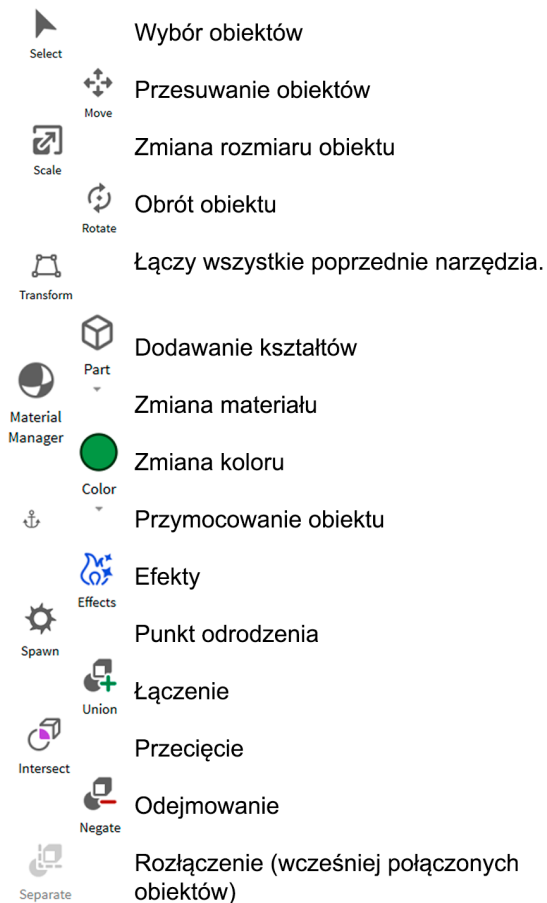 Select
Wybór obiektów
Move
Przesuwanie obiektów
Scale
Zmiana rozmiaru obiektu
Rotate
Obrót obiektu
Transform
Łączy wszystkie poprzednie narzędzia.
Part
Dodawanie kształtów
Material
Manager
Zmiana materiału
Color
Zmiana koloru
Przymocowanie obiektu
Effects
Efekty
Spawn
Punkt odrodzenia
Union
Łączenie
Intersect
Przecięcie
Negate
Odejmowanie
Separate
Rozłączenie (wcześniej połączonych
obiektów)